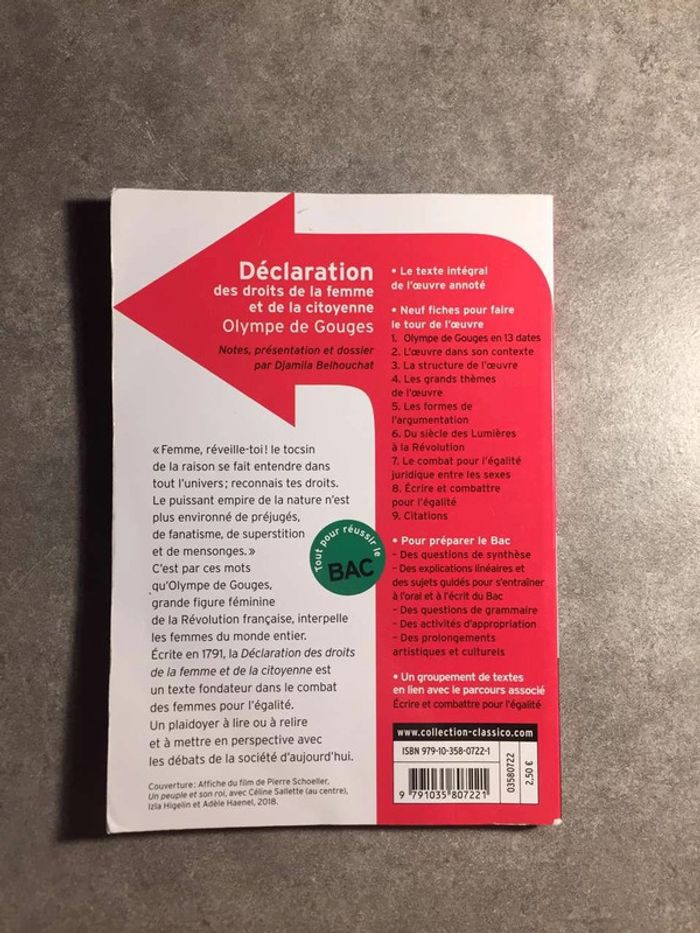 Déclaration
des droits de la femme
et de la citoyenne
Olympe de Gouges
Notes, présentation et dossier
par Djamila Belhouchat
« Femme, réveille-toi ! le tocsin
de la raison se fait entendre dans
tout l'univers ; reconnais tes droits.
Le puissant empire de la nature n'est
plus environné de préjugés,
de fanatisme, de superstition
et de mensonges. »
C'est par ces mots
qu'Olympe de Gouges,
grande figure féminine
de la Révolution française, interpelle
les femmes du monde entier.
Écrite en 1791, la Déclaration des droits
de la femme et de la citoyenne est
un texte fondateur dans le combat
des femmes pour l'égalité.
Un plaidoyer à lire ou à relire
et à mettre en perspective avec
les débats de la société d'aujourd'hui.
Couverture : Affiche du film de Pierre Schoeller,
Un peuple et son roi, avec Céline Sallette (au centre),
Izïa Higelin et Adèle Haenel, 2018.
Tout pour réussir le
BAC
• Le texte intégral
de l'œuvre annoté
• Neuf fiches pour faire
le tour de l'œuvre
1. Olympe de Gouges en 13 dates
2. L'œuvre dans son contexte
3. La structure de l'œuvre
4. Les grands thèmes
de l'œuvre
5. Les formes de
l'argumentation
6. Du siècle des Lumières
à la Révolution
7. Le combat pour l'égalité
juridique entre les sexes
8. Écrire et combattre
pour l'égalité
9. Citations
• Pour préparer le Bac
– Des questions de synthèse
– Des explications linéaires et
des sujets guidés pour s'entraîner
à l'oral et à l'écrit du Bac
– Des questions de grammaire
– Des activités d'appropriation
– Des prolongements
artistiques et culturels
• Un groupement de textes
en lien avec le parcours associé
Écrire et combattre pour l'égalité
www.collection-classico.com
ISBN 979-10-358-0722-1
9 791035 807221
03580722
2,50 €